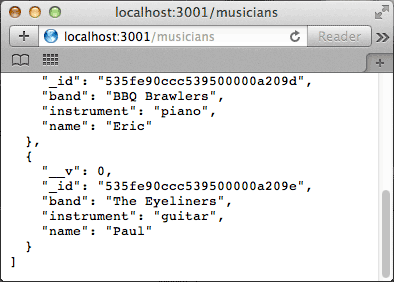 localhost:3001/musicians
localhost:3001/musicians
Reader
"_id": "535fe90ccc539500000a209d",
"band": "BBQ Brawlers",
"instrument": "piano",
"name": "Eric"
},
{
"__v": 0,
"_id": "535fe90ccc539500000a209e",
"band": "The Eyeliners",
"instrument": "guitar",
"name": "Paul"
}
]